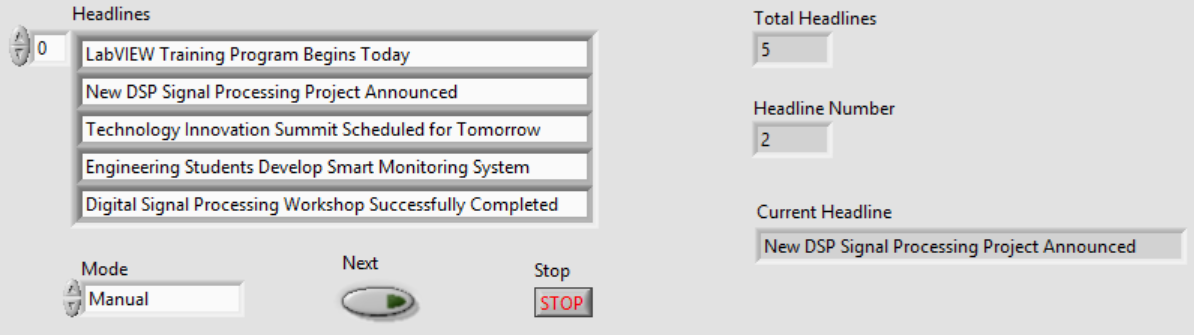 Headlines
0
LabVIEW Training Program Begins Today
New DSP Signal Processing Project Announced
Technology Innovation Summit Scheduled for Tomorrow
Engineering Students Develop Smart Monitoring System
Digital Signal Processing Workshop Successfully Completed
Mode
Manual
Next
Stop
STOP
Total Headlines
5
Headline Number
2
Current Headline
New DSP Signal Processing Project Announced